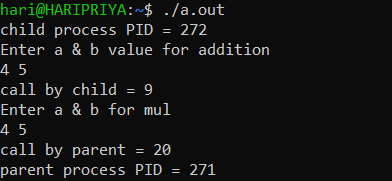 hari@HARIPRIYA:~$ ./a.out
child process PID = 272
Enter a & b value for addition
4 5
call by child = 9
Enter a & b for mul
4 5
call by parent = 20
parent process PID = 271